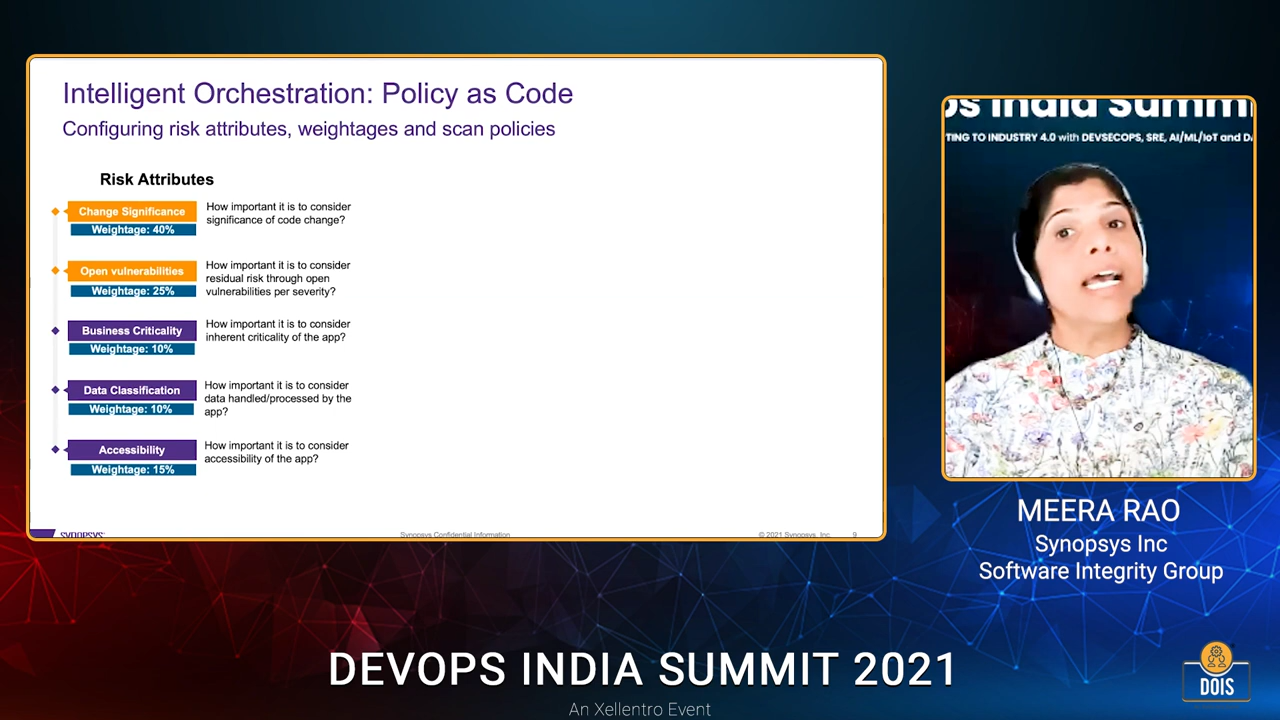 Intelligent Orchestration: Policy as Code
Configuring risk attributes, weightages and scan policies
Risk Attributes
Change Significance
Weightage: 40%
How important it is to consider
significance of code change?
Open vulnerabilities
Weightage: 25%
How important it is to consider
residual risk through open
vulnerabilities per severity?
Business Criticality
Weightage: 10%
How important it is to consider
inherent criticality of the app?
Data Classification
Weightage: 10%
How important it is to consider
data handled/processed by the
app?
Accessibility
Weightage: 15%
How important it is to consider
accessibility of the app?
SYNOPSYS
Synopsys Confidential Information
© 2021 Synopsys, Inc.
9
ps India Summi
TING TO INDUSTRY 4.0 with DEVSECOPS, SRE, AI/ML/IoT and DA
MEERA RAO
Synopsys Inc
Software Integrity Group
DEVOPS INDIA SUMMIT 2021
An Xellentro Event
DOIS